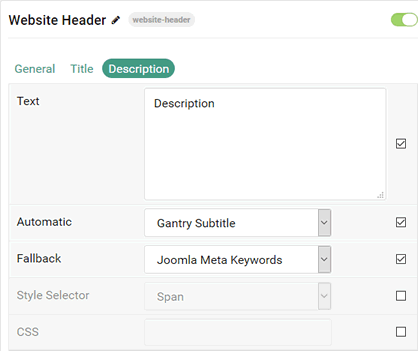 Website Header website-header
General Title Description
Text Description
Automatic Gantry Subtitle
Fallback Joomla Meta Keywords
Style Selector Span
CSS